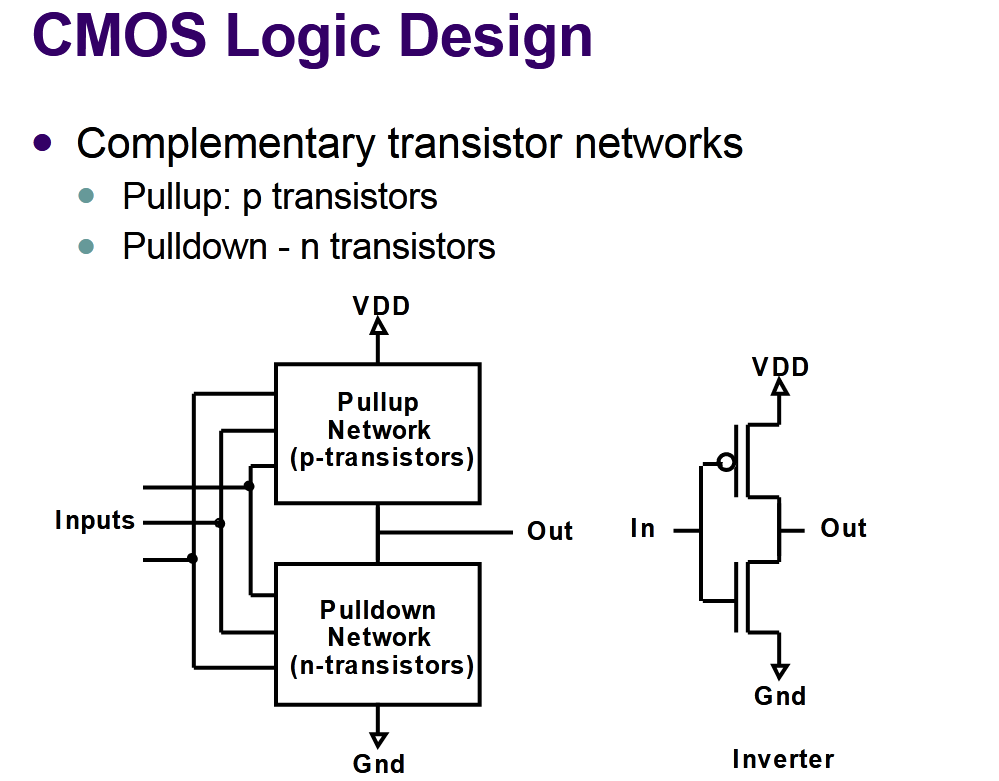 CMOS Logic Design
Complementary transistor networks
Pullup: p transistors
Pulldown - n transistors
VDD
Pullup
Network
(p-transistors)
Inputs
Out
Pulldown
Network
(n-transistors)
Gnd
VDD
In
Out
Gnd
Inverter